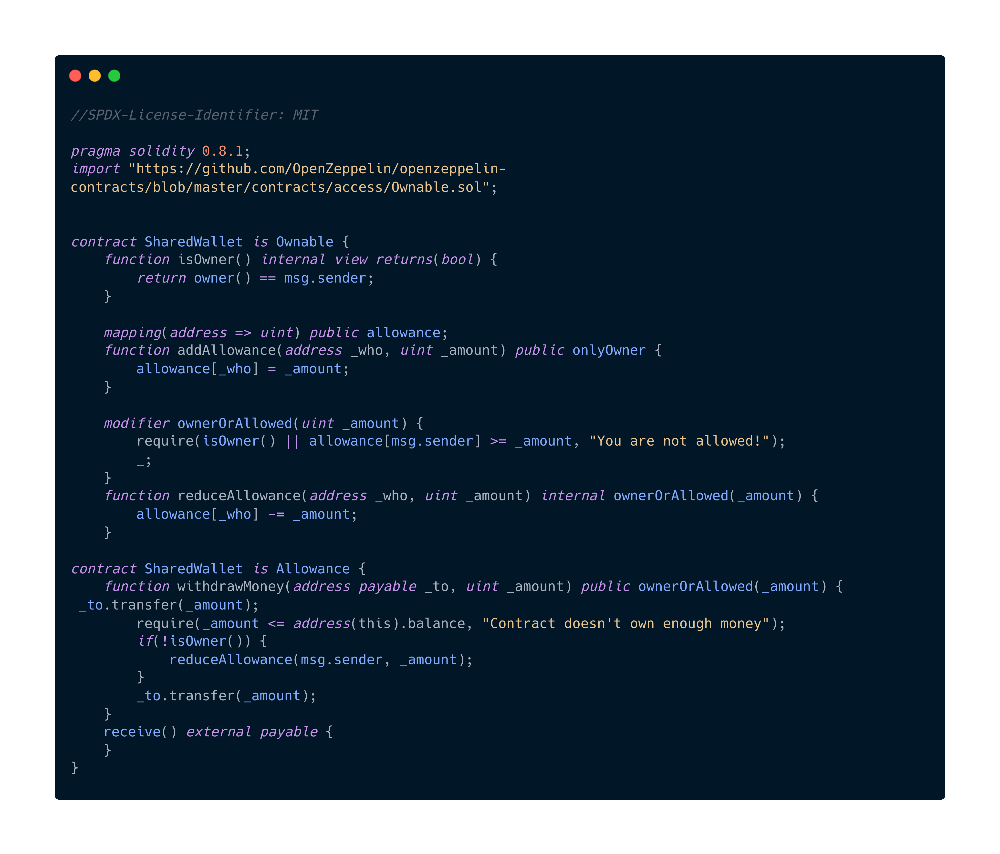 //SPDX-License-Identifier: MIT
pragma solidity 0.8.1;
import "https://github.com/OpenZeppelin/openzeppelin-
contracts/blob/master/contracts/access/Ownable.sol";
contract SharedWallet is Ownable {
    function isOwner() internal view returns(bool) {
        return owner() == msg.sender;
    }
    mapping(address => uint) public allowance;
    function addAllowance(address _who, uint _amount) public onlyOwner {
        allowance[_who] = _amount;
    }
    modifier ownerOrAllowed(uint _amount) {
        require(isOwner() || allowance[msg.sender] >= _amount, "You are not allowed!");
        _;
    }
    function reduceAllowance(address _who, uint _amount) internal ownerOrAllowed(_amount) {
        allowance[_who] -= _amount;
    }
contract SharedWallet is Allowance {
    function withdrawMoney(address payable _to, uint _amount) public ownerOrAllowed(_amount) {
 _to.transfer(_amount);
        require(_amount <= address(this).balance, "Contract doesn't own enough money");
        if(!isOwner()) {
            reduceAllowance(msg.sender, _amount);
        }
        _to.transfer(_amount);
    }
    receive() external payable {
    }
}